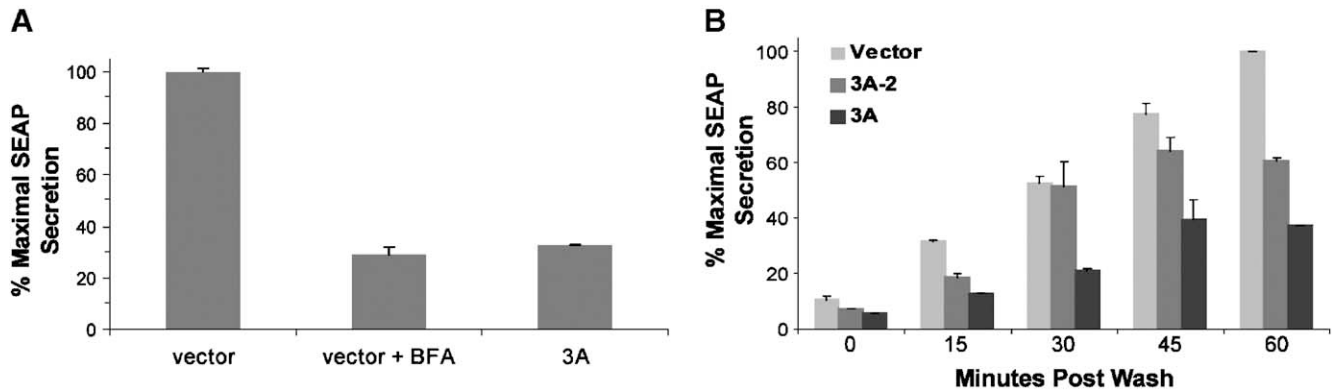 A
% Maximal SEAP
Secretion
100
80
60
40
20
0
vector
vector + BFA
3A
B
% Maximal SEAP
Secretion
100
80
60
40
20
0
Vector
3A-2
3A
0
15
30
45
60
Minutes Post Wash